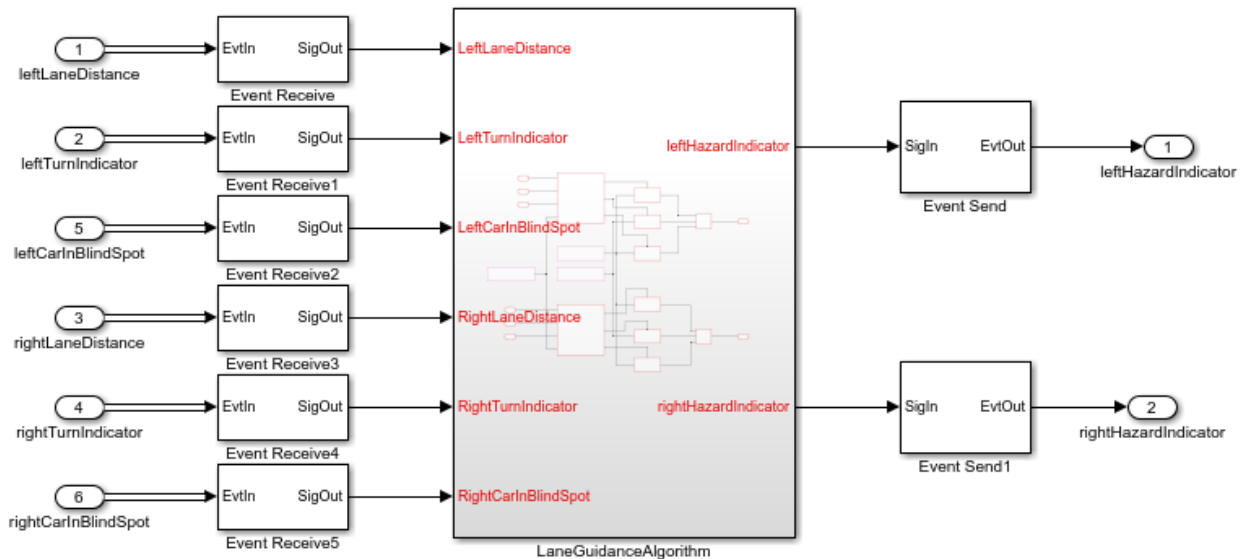 1
leftLaneDistance
EvtIn SigOut
Event Receive
LeftLaneDistance
2
leftTurnIndicator
EvtIn SigOut
Event Receive1
LeftTurnIndicator
5
leftCarInBlindSpot
EvtIn SigOut
Event Receive2
LeftCarInBlindSpot
3
rightLaneDistance
EvtIn SigOut
Event Receive3
RightLaneDistance
4
rightTurnIndicator
EvtIn SigOut
Event Receive4
RightTurnIndicator
6
rightCarInBlindSpot
EvtIn SigOut
Event Receive5
RightCarInBlindSpot
LaneGuidanceAlgorithm
leftHazardIndicator
SigIn EvtOut
Event Send
1
leftHazardIndicator
rightHazardIndicator
SigIn EvtOut
Event Send1
2
rightHazardIndicator